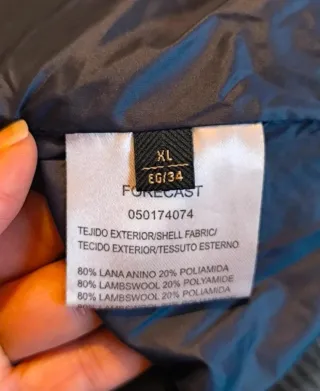 XL
EG/34
FORECAST
050174074
TEJIDO EXTERIOR/SHELL FABRIC/
TECIDO EXTERIOR/TESSUTO ESTERNO
80% LANA ANINO 20% POLIAMIDA
80% LAMBSWOOL 20% POLYAMIDE
80% LAMBSWOOL 20% POLIAMIDA